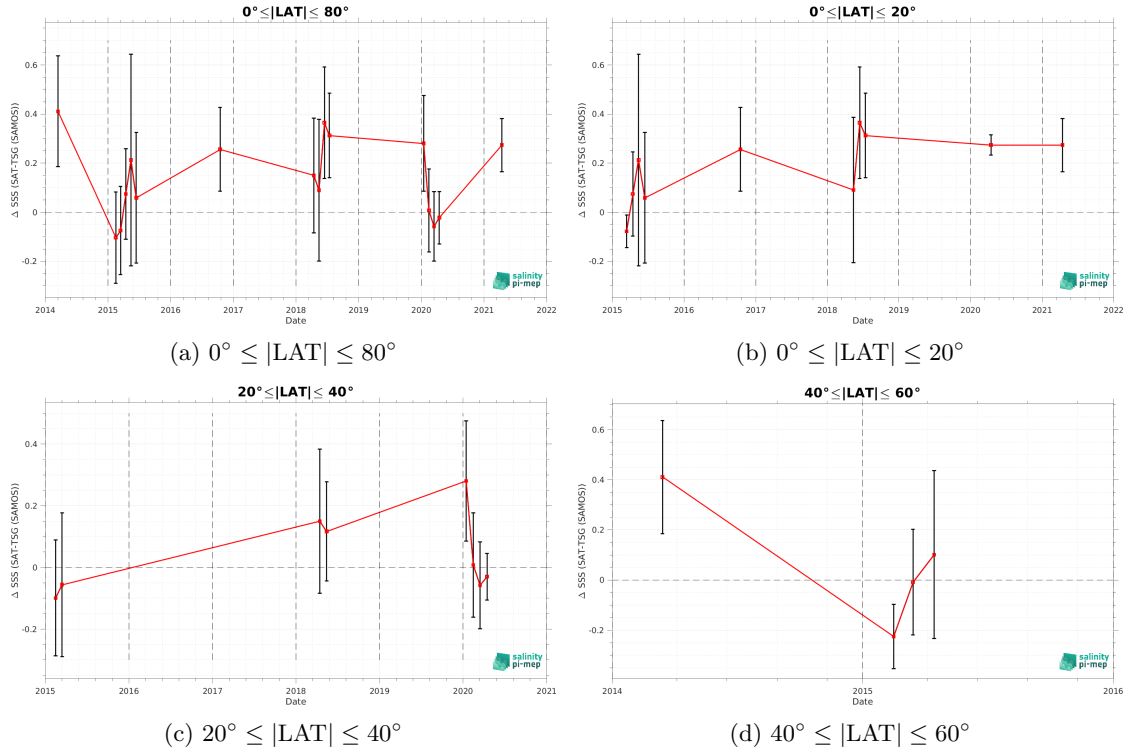 0°≤|LAT|≤ 80°
Δ SSS (SAT-TSG (SAMOS))
0.6
0.4
0.2
0
-0.2
salinity
pi-mep
2014 2015 2016 2017 2018 2019 2020 2021 2022
Date
(a) 0° ≤ |LAT| ≤ 80°
0°≤|LAT|≤ 20°
Δ SSS (SAT-TSG (SAMOS))
0.6
0.4
0.2
0
-0.2
salinity
pi-mep
2015 2016 2017 2018 2019 2020 2021 2022
Date
(b) 0° ≤ |LAT| ≤ 20°
20°≤|LAT|≤ 40°
Δ SSS (SAT-TSG (SAMOS))
0.4
0.2
0
-0.2
salinity
pi-mep
2015 2016 2017 2018 2019 2020 2021
Date
(c) 20° ≤ |LAT| ≤ 40°
40°≤|LAT|≤ 60°
Δ SSS (SAT-TSG (SAMOS))
0.6
0.4
0.2
0
-0.2
salinity
pi-mep
2014 2015 2016
Date
(d) 40° ≤ |LAT| ≤ 60°